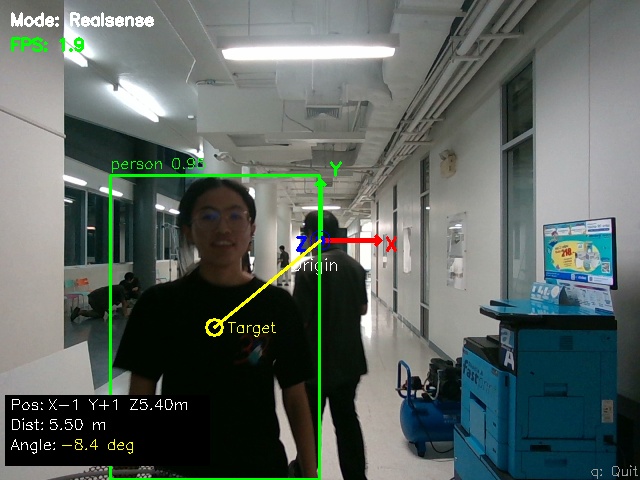 Mode: Realsense
FPS: 1.9
person 0.96
Y
Z
X
Origin
Target
A
Pos: X-1 Y+1 Z5.40m
Dist: 5.50 m
Angle: -8.4 deg
q: Quit